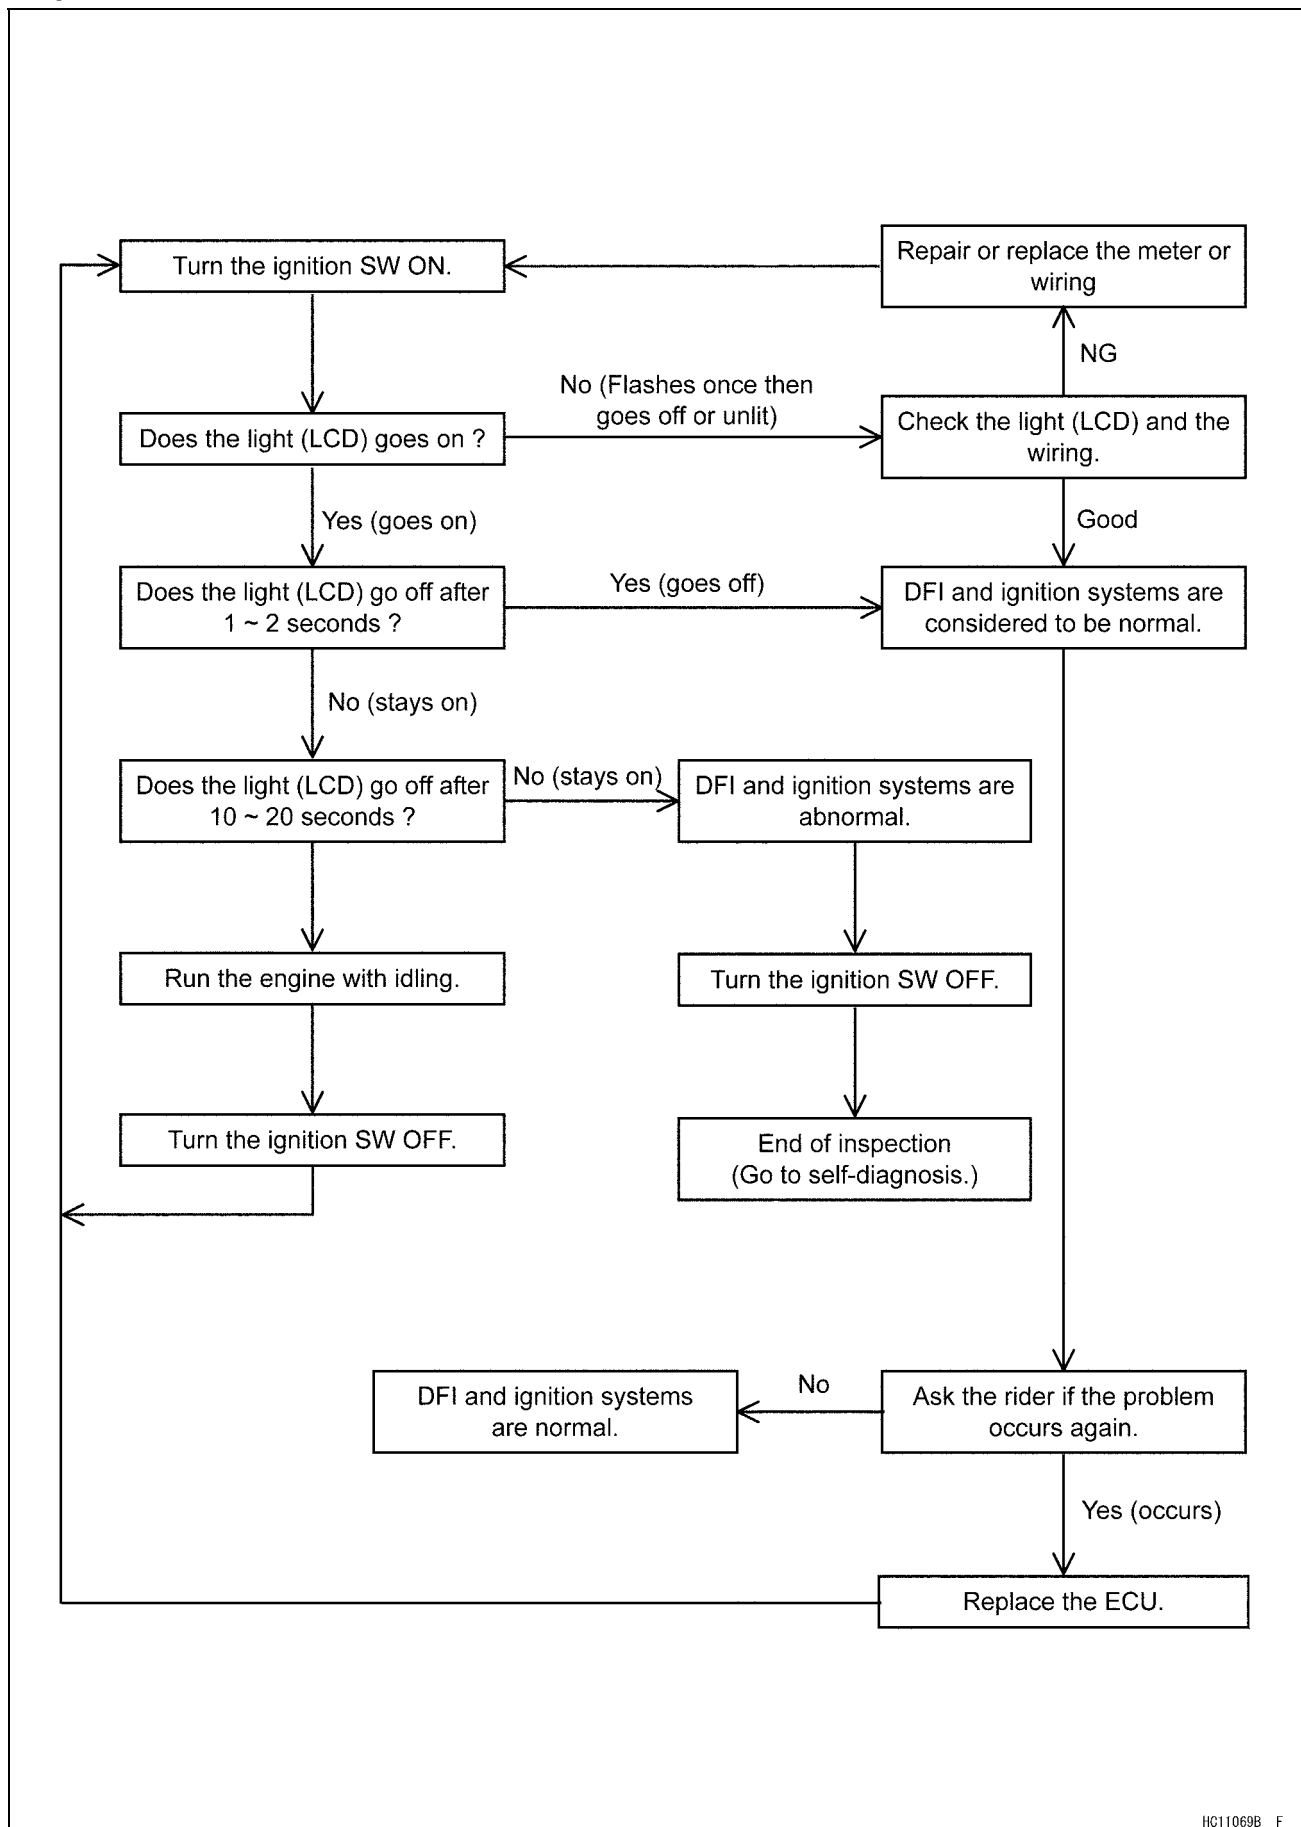 Turn the ignition SW ON.
Repair or replace the meter or
wiring
NG
No (Flashes once then
goes off or unlit)
Does the light (LCD) goes on ?
Check the light (LCD) and the
wiring.
Yes (goes on)
Good
Does the light (LCD) go off after
1 ~ 2 seconds ?
Yes (goes off)
DFI and ignition systems are
considered to be normal.
No (stays on)
Does the light (LCD) go off after
10 ~ 20 seconds ?
No (stays on)
DFI and ignition systems are
abnormal.
Run the engine with idling.
Turn the ignition SW OFF.
Turn the ignition SW OFF.
End of inspection
(Go to self-diagnosis.)
DFI and ignition systems
are normal.
No
Ask the rider if the problem
occurs again.
Yes (occurs)
Replace the ECU.
HC11069B F